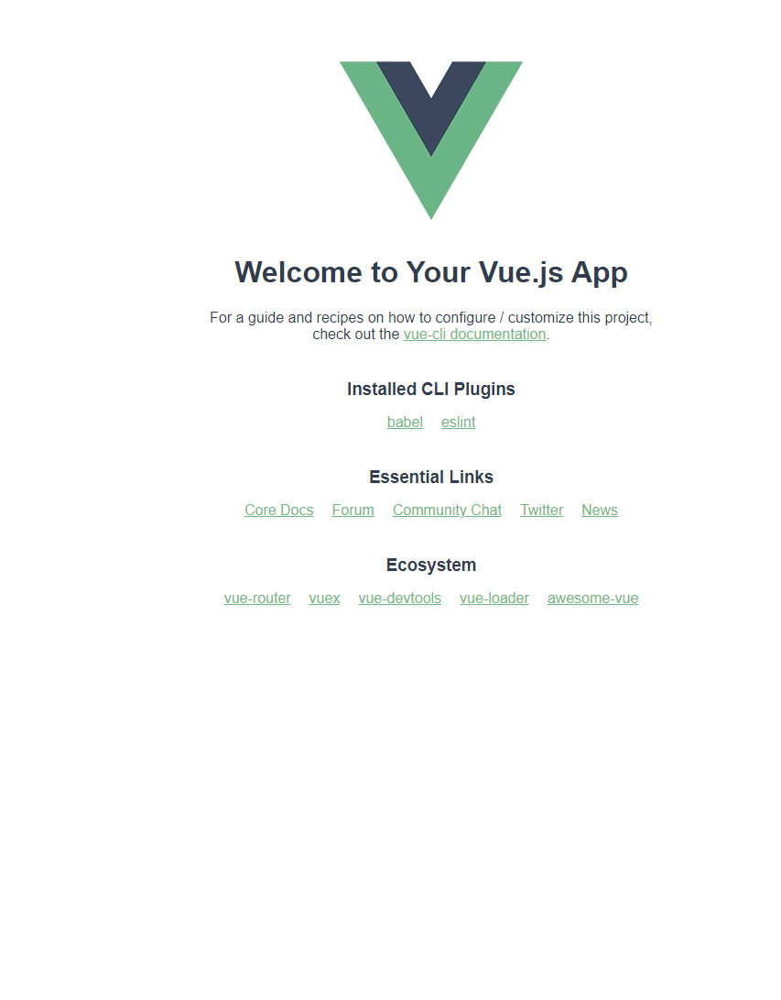 Welcome to Your Vue.js App
For a guide and recipes on how to configure / customize this project,
check out the vue-cli documentation.
Installed CLI Plugins
babel eslint
Essential Links
Core Docs Forum Community Chat Twitter News
Ecosystem
vue-router vuex vue-devtools vue-loader awesome-vue